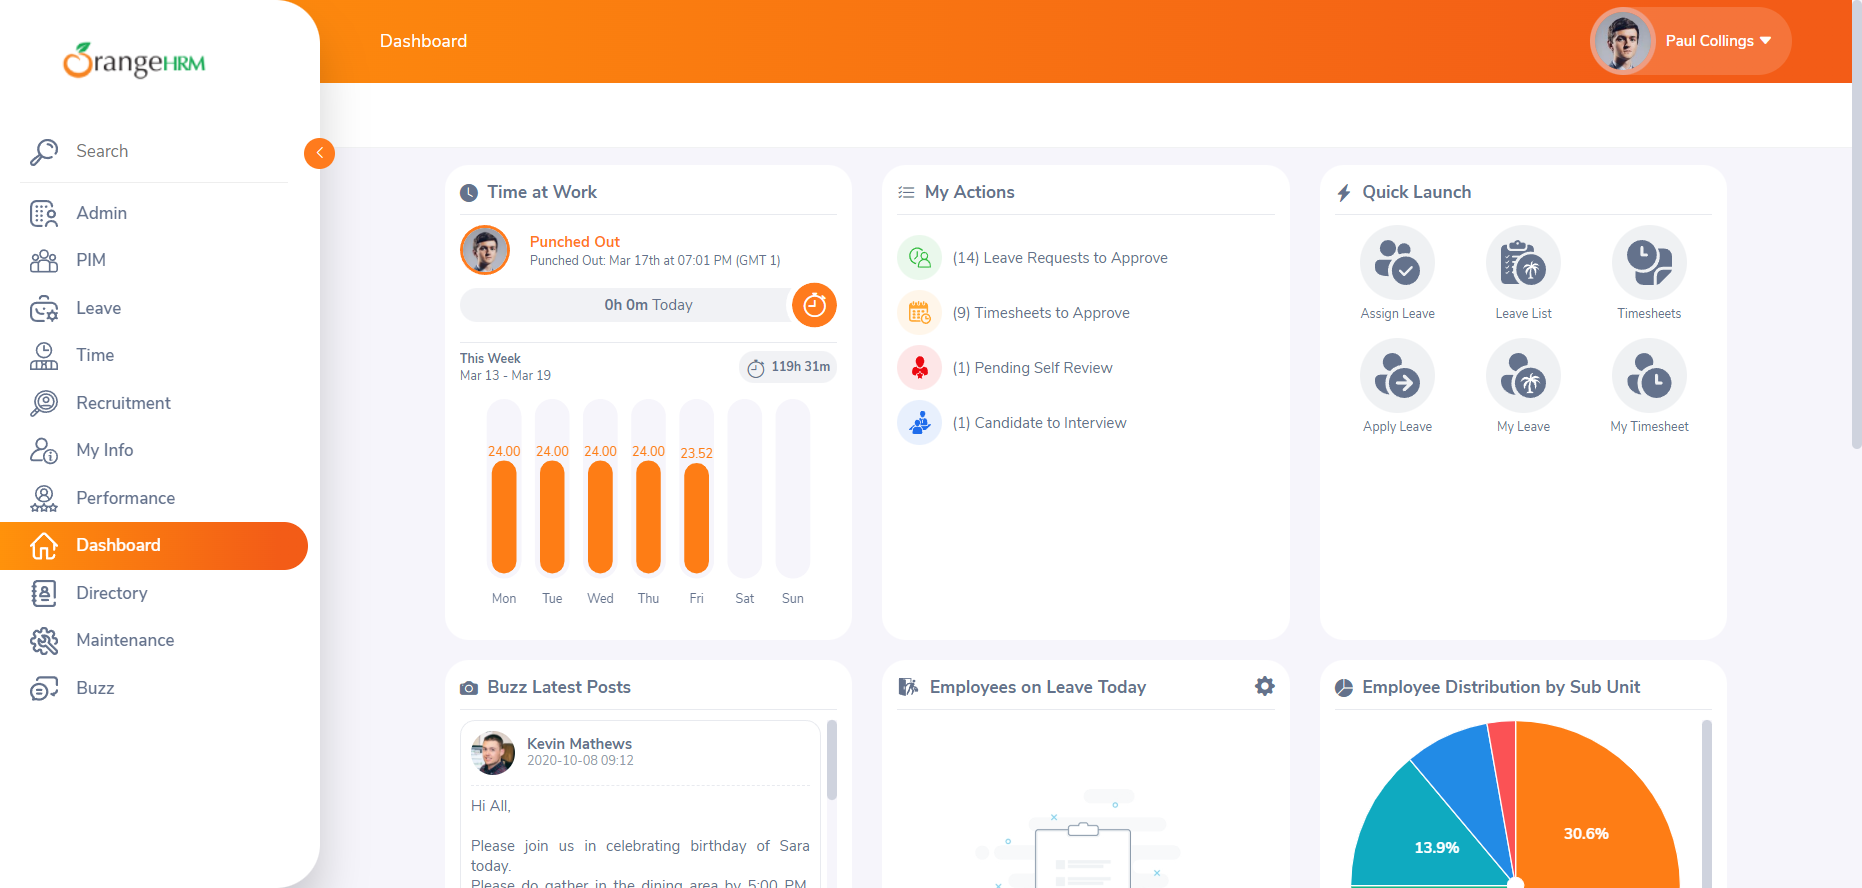 OrangeHRM
Dashboard
Paul Collings
Search
Admin
PIM
Leave
Time
Recruitment
My Info
Performance
Dashboard
Directory
Maintenance
Buzz
Time at Work
Punched Out
Punched Out: Mar 17th at 07:01 PM (GMT 1)
0h 0m Today
This Week
Mar 13 - Mar 19
119h 31m
24.00 24.00 24.00 24.00 23.52
Mon Tue Wed Thu Fri Sat Sun
My Actions
(14) Leave Requests to Approve
(9) Timesheets to Approve
(1) Pending Self Review
(1) Candidate to Interview
Quick Launch
Assign Leave Leave List Timesheets
Apply Leave My Leave My Timesheet
Buzz Latest Posts
Kevin Mathews
2020-10-08 09:12
Hi All,
Please join us in celebrating birthday of Sara
today.
Please do gather in the dining area by 5:00 PM.
Employees on Leave Today
Employee Distribution by Sub Unit
30.6%
13.9%